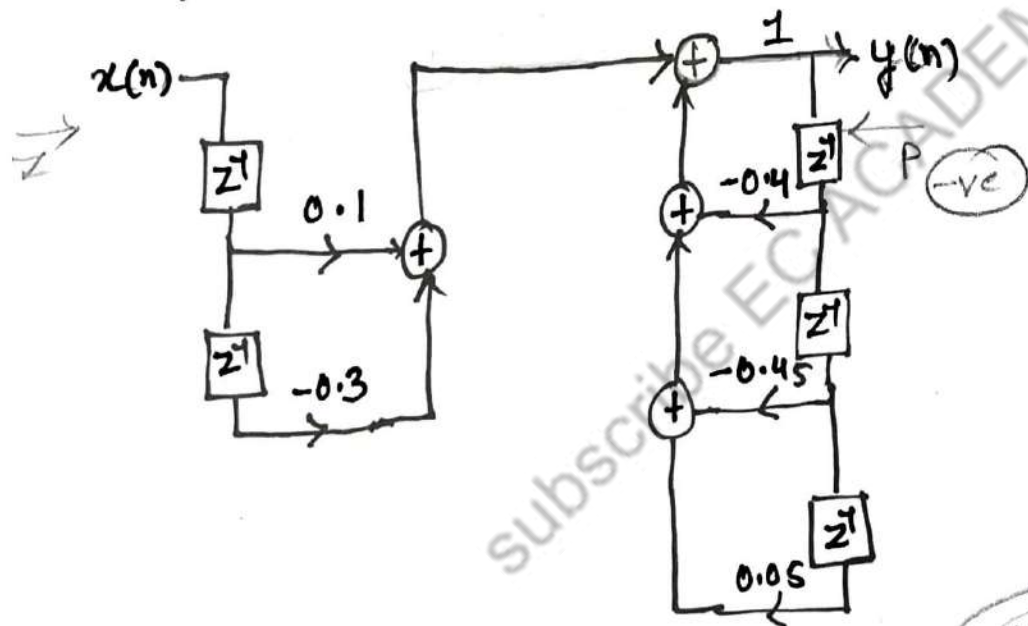 x(n)
z⁻¹
0.1
z⁻¹
-0.3
+
+
1
y(n)
z⁻¹
P
-ve
-0.4
+
z⁻¹
-0.45
+
z⁻¹
0.05
subscribe EC ACADEM